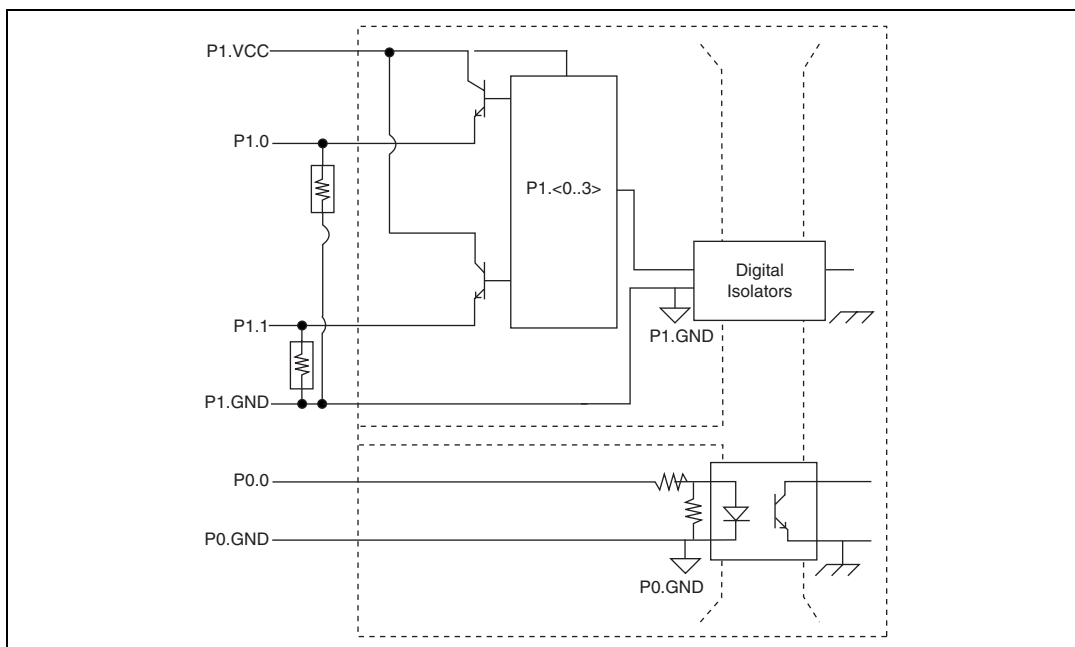 P1.VCC
P1.0
P1.<0..3>
Digital
Isolators
P1.1
P1.GND
P1.GND
P0.0
P0.GND
P0.GND